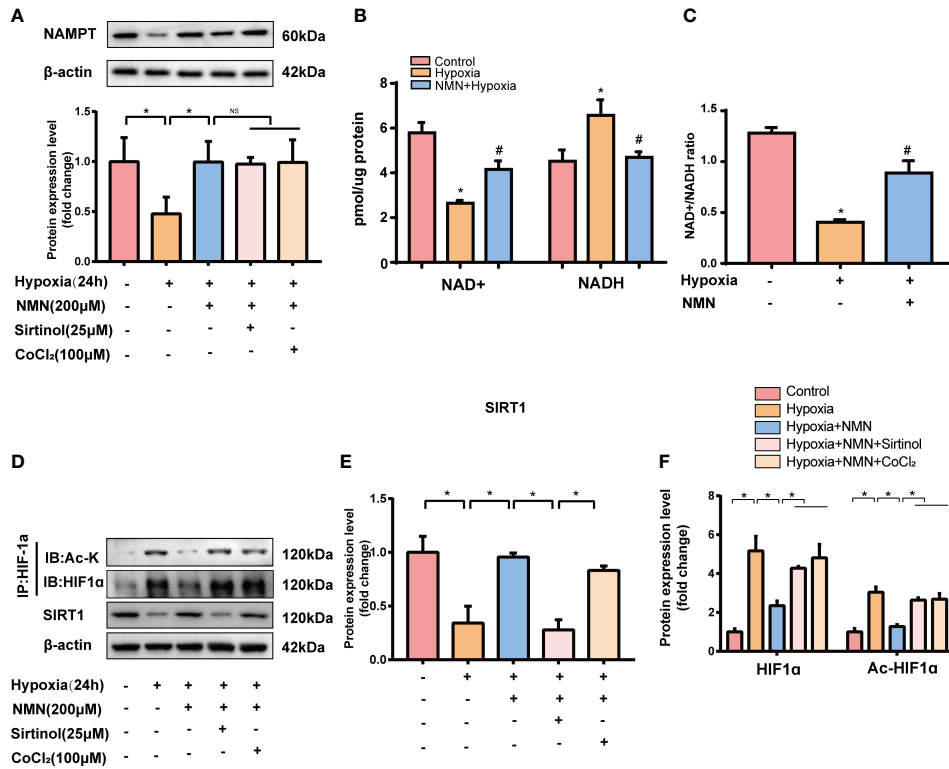 A
NAMPT
60kDa
β-actin
42kDa
Protein expression level
(fold change)
1.5
1.0
0.5
0.0
* * NS
Hypoxia(24h) - + + + +
NMN(200μM) - - + + +
Sirtinol(25μM) - - - + -
CoCl₂(100μM) - - - - +
B
Control
Hypoxia
NMN+Hypoxia
pmol/ug protein
8
6
4
2
0
* # * #
NAD+ NADH
C
NAD+/NADH ratio
1.5
1.0
0.5
0.0
* #
Hypoxia - + +
NMN - - +
D
IP:HIF-1a
IB:Ac-K
120kDa
IB:HIF1α
120kDa
SIRT1
120kDa
β-actin
42kDa
Hypoxia(24h) - + + + +
NMN(200μM) - - + + +
Sirtinol(25μM) - - - + -
CoCl₂(100μM) - - - - +
SIRT1
E
Protein expression level
(fold change)
1.5
1.0
0.5
0.0
* * * *
- + + + +
- - + + +
- - - + -
- - - - +
Control
Hypoxia
Hypoxia+NMN
Hypoxia+NMN+Sirtinol
Hypoxia+NMN+CoCl₂
F
Protein expression level
(fold change)
8
6
4
2
0
* * * * * *
HIF1α Ac-HIF1α